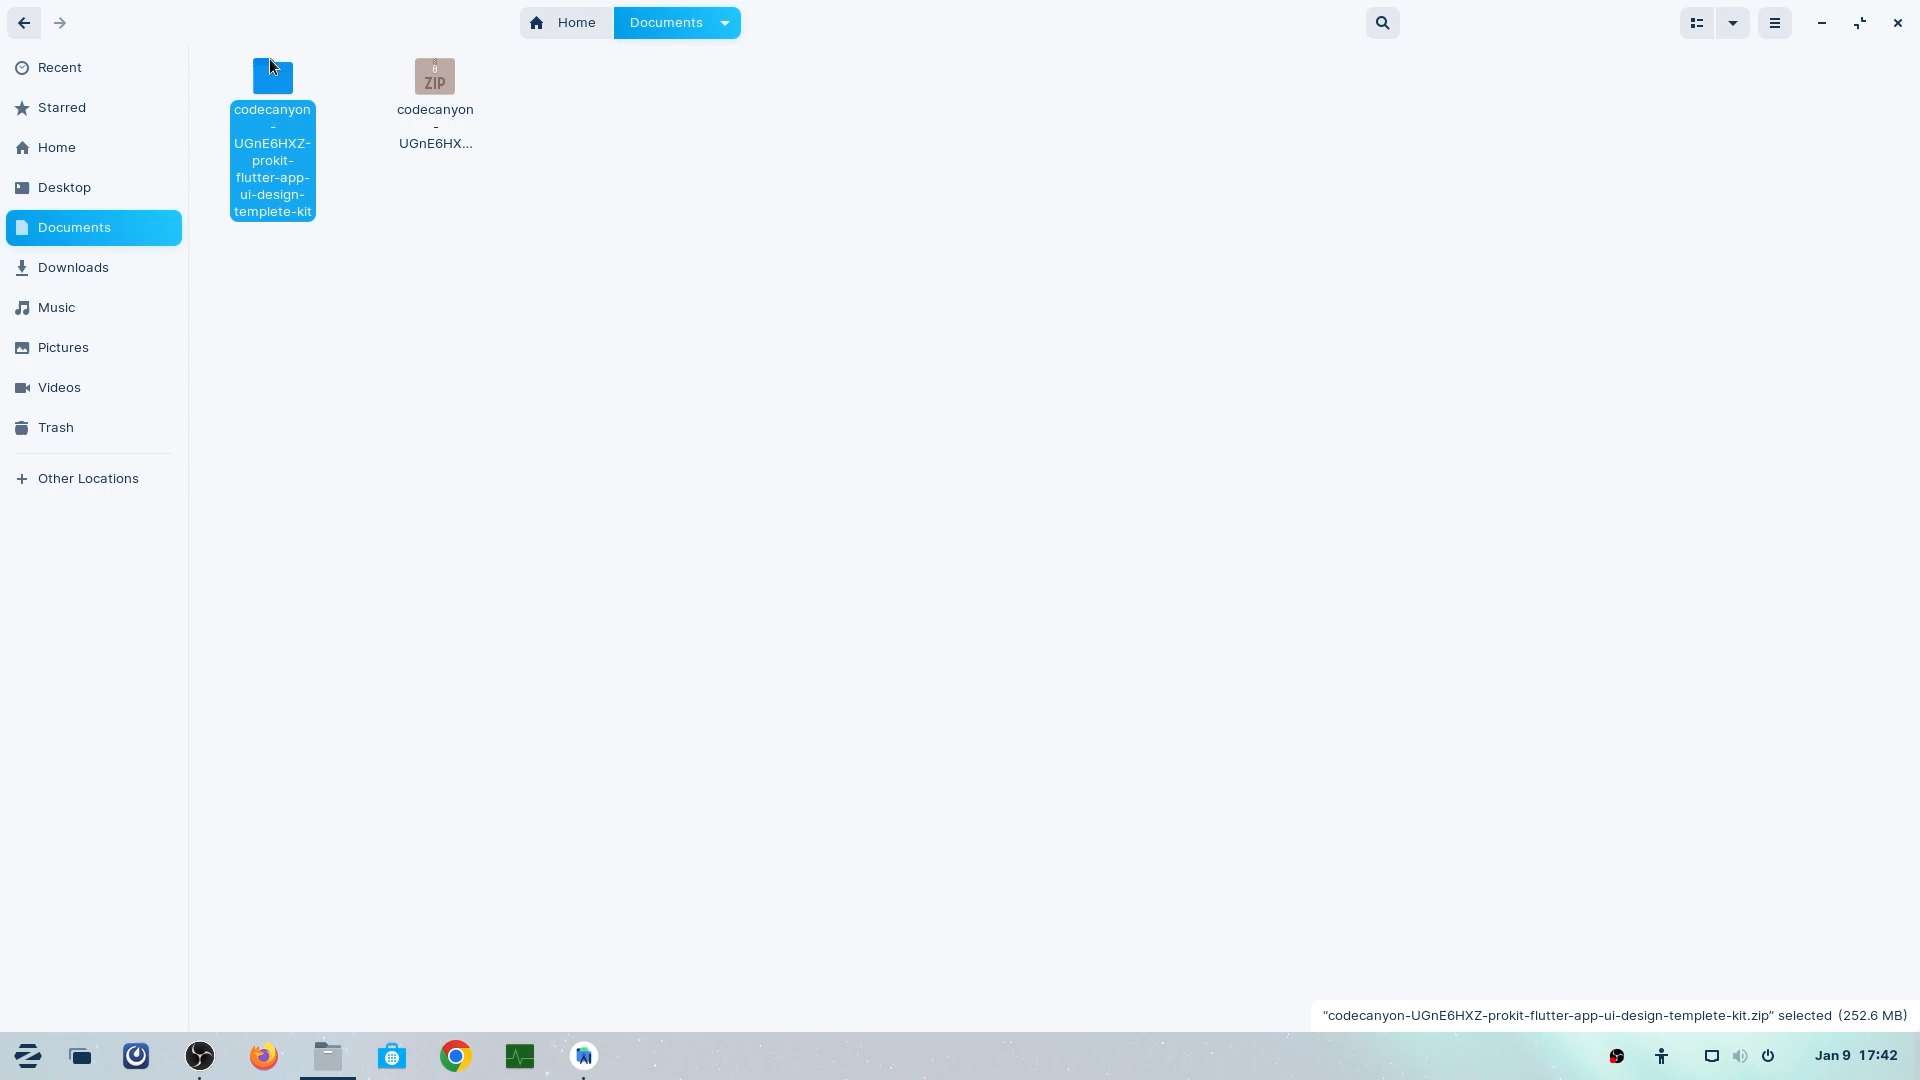 Home
Documents
Recent
Starred
Home
Desktop
Documents
Downloads
Music
Pictures
Videos
Trash
Other Locations
codecanyon
-
UGnE6HXZ-
prokit-
flutter-app-
ui-design-
templete-kit
ZIP
codecanyon
-
UGnE6HX...
“codecanyon-UGnE6HXZ-prokit-flutter-app-ui-design-templete-kit.zip” selected (252.6 MB)
Jan 9 17:42